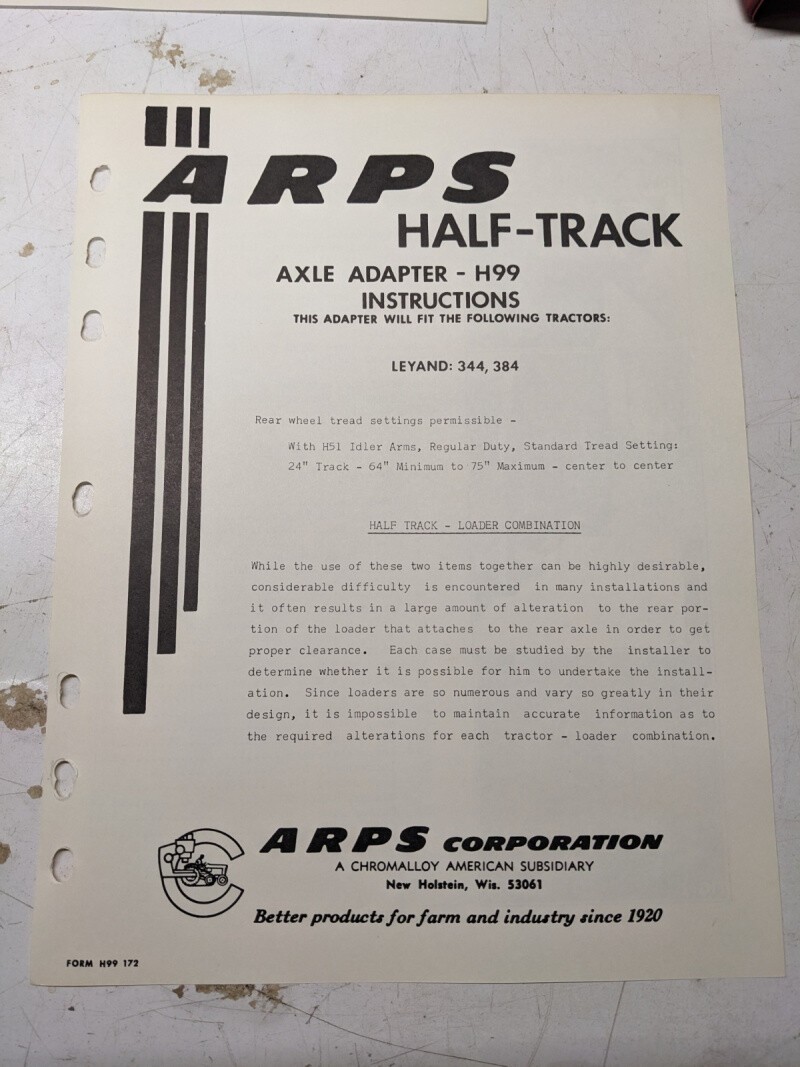 ARPS
HALF-TRACK
AXLE ADAPTER - H99
INSTRUCTIONS
THIS ADAPTER WILL FIT THE FOLLOWING TRACTORS:
LEYAND: 344, 384
Rear wheel tread settings permissible -
With H51 Idler Arms, Regular Duty, Standard Tread Setting:
24" Track - 64" Minimum to 75" Maximum - center to center
HALF TRACK - LOADER COMBINATION
While the use of these two items together can be highly desirable,
considerable difficulty is encountered in many installations and
it often results in a large amount of alteration to the rear por-
tion of the loader that attaches to the rear axle in order to get
proper clearance. Each case must be studied by the installer to
determine whether it is possible for him to undertake the install-
ation. Since loaders are so numerous and vary so greatly in their
design, it is impossible to maintain accurate information as to
the required alterations for each tractor - loader combination.
ARPS CORPORATION
A CHROMALLOY AMERICAN SUBSIDIARY
New Holstein, Wis. 53061
Better products for farm and industry since 1920
FORM H99 172